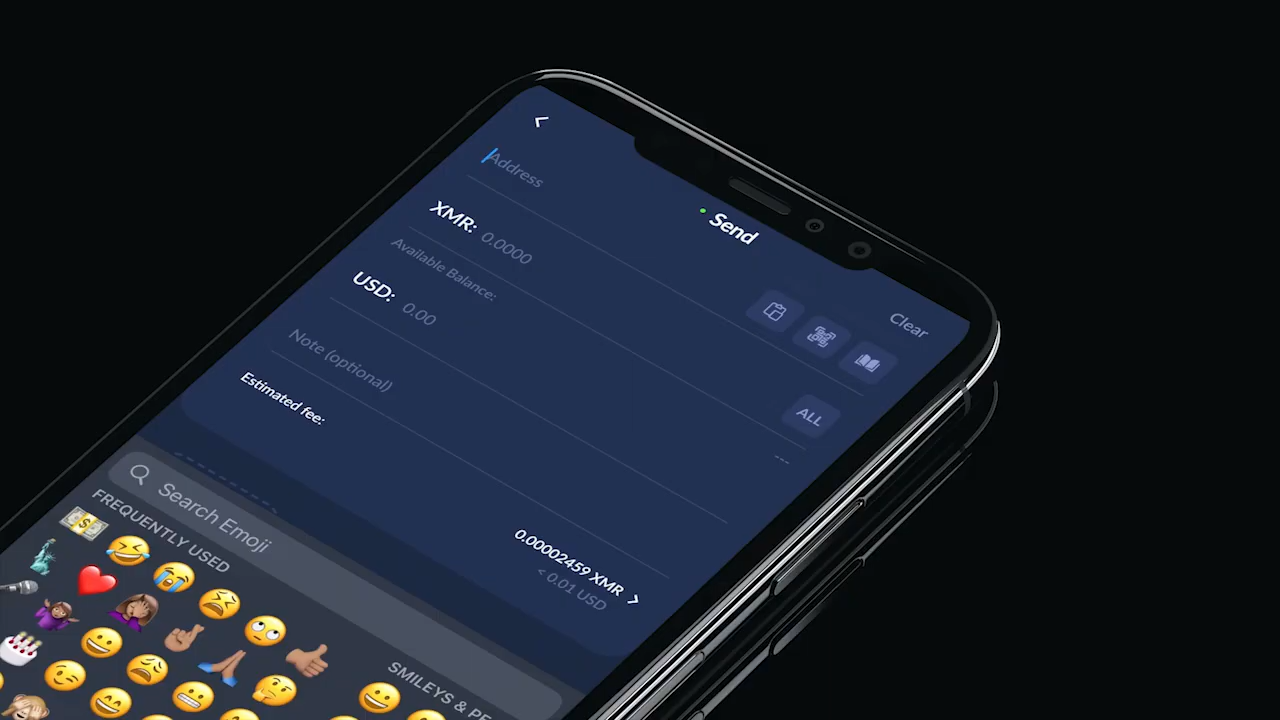 Send
Clear
Address
XMR: 0.0000
ALL
Available Balance:
---
USD: 0.00
Note (optional)
Estimated fee:
0.00002459 XMR
< 0.01 USD
Search Emoji
FREQUENTLY USED
SMILEYS & PE